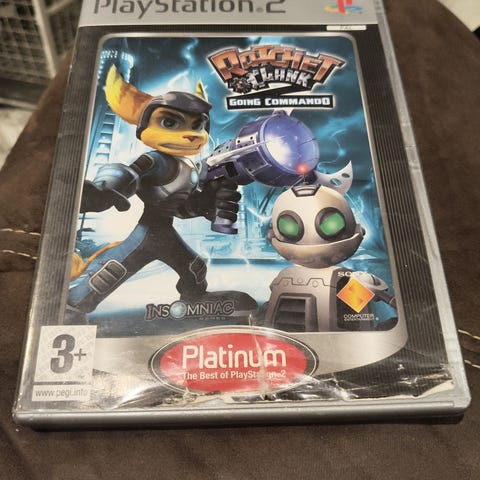 PlayStation.2
RATCHET
CLANK
GOING COMMANDO
INSOMNIAC
SONY
COMPUTER
ENTERTAINMENT
3+
www.pegi.info
Platinum
The Best of PlayStation.2